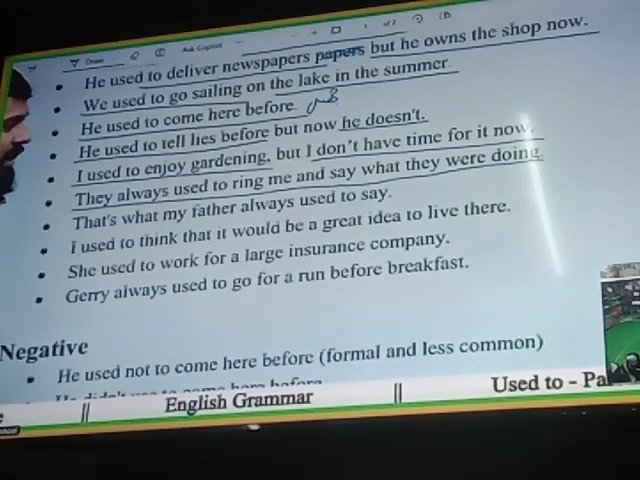 Draw
Ask Copilot
He used to deliver newspapers papers but he owns the shop now.
We used to go sailing on the lake in the summer.
He used to come here before.
He used to tell lies before but now he doesn't.
I used to enjoy gardening, but I don't have time for it now.
They always used to ring me and say what they were doing.
That's what my father always used to say.
I used to think that it would be a great idea to live there.
She used to work for a large insurance company.
Gerry always used to go for a run before breakfast.
Negative
He used not to come here before (formal and less common)
English Grammar || Used to - Pa